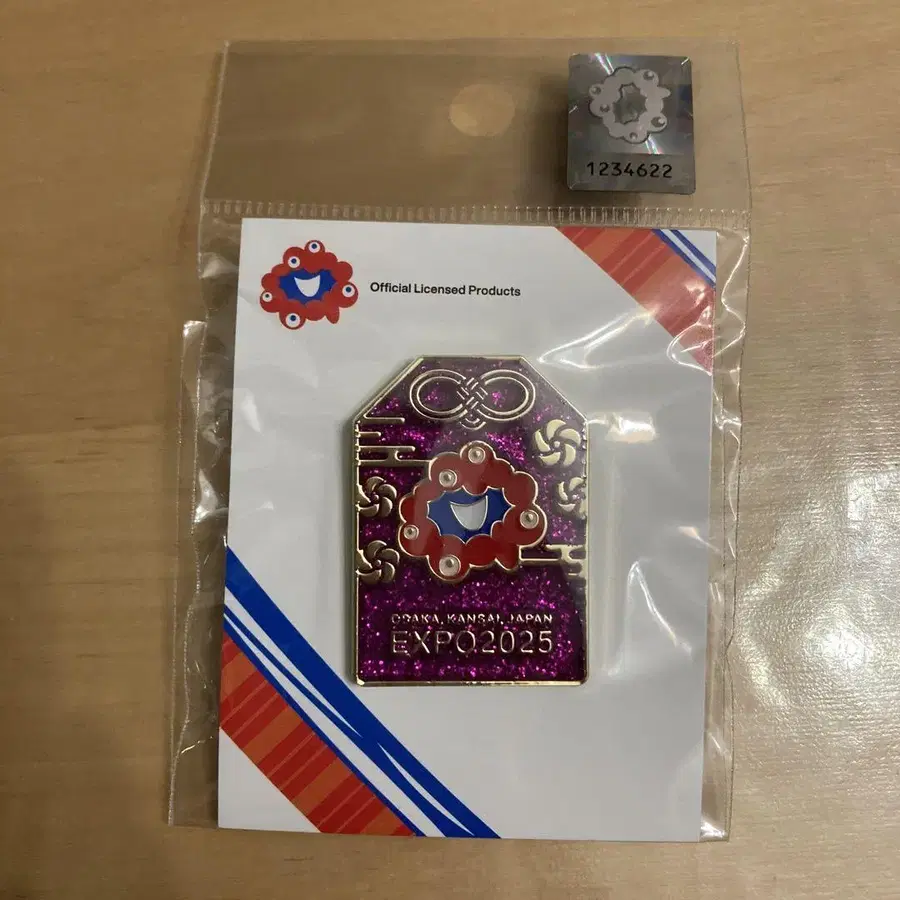 1234622
Official Licensed Products
OSAKA, KANSAI, JAPAN
EXPO2025